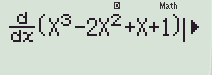 D Math
d/dx(X³-2X²+X+1)|▶